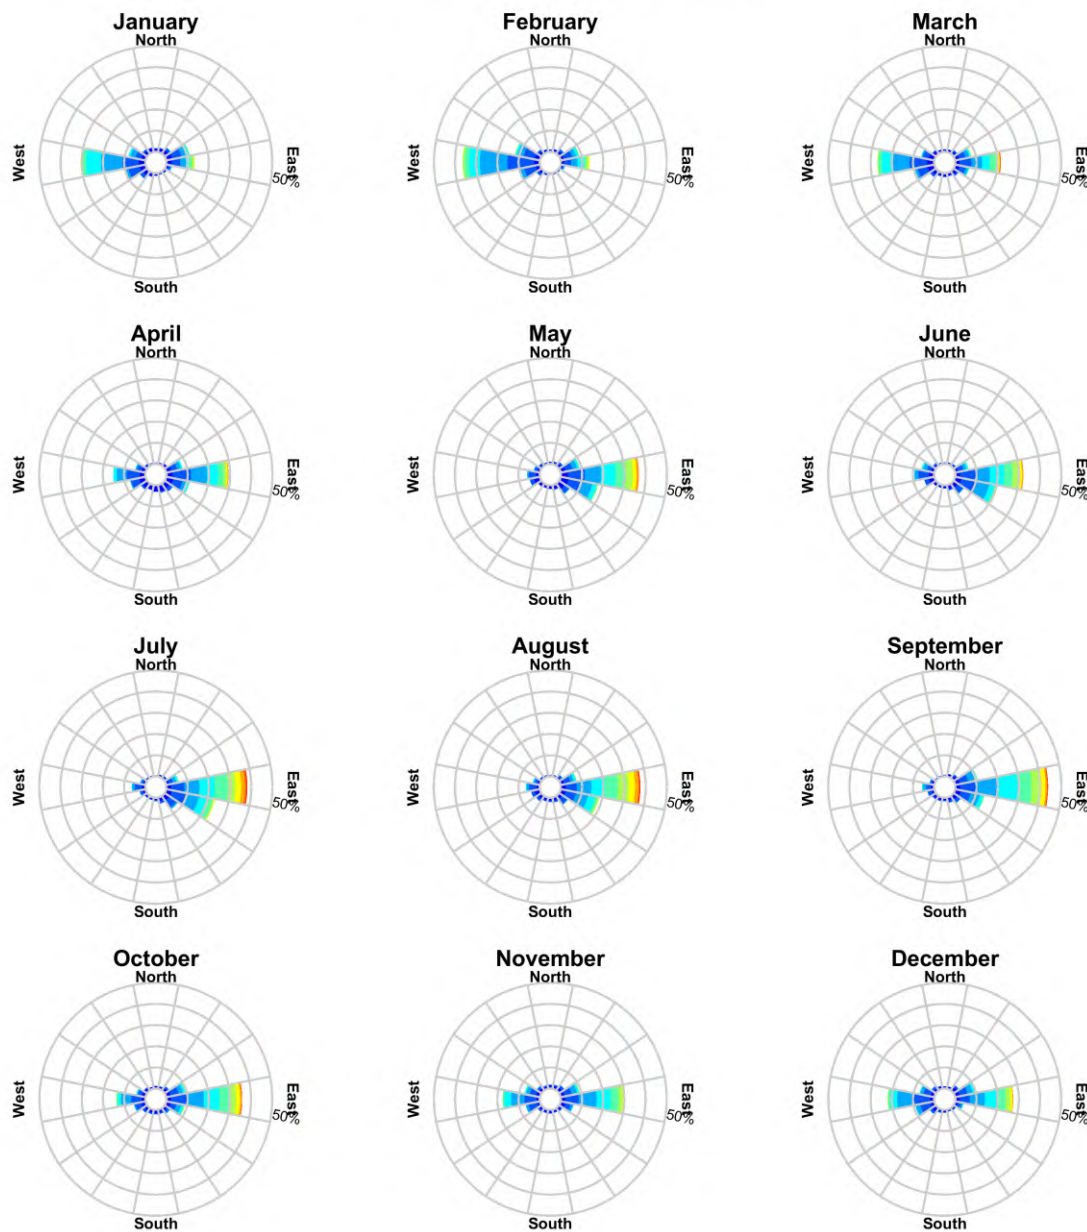 January
North
West
East
50%
South
February
North
West
East
50%
South
March
North
West
East
50%
South
April
North
West
East
50%
South
May
North
West
East
50%
South
June
North
West
East
50%
South
July
North
West
East
50%
South
August
North
West
East
50%
South
September
North
West
East
50%
South
October
North
West
East
50%
South
November
North
West
East
50%
South
December
North
West
East
50%
South